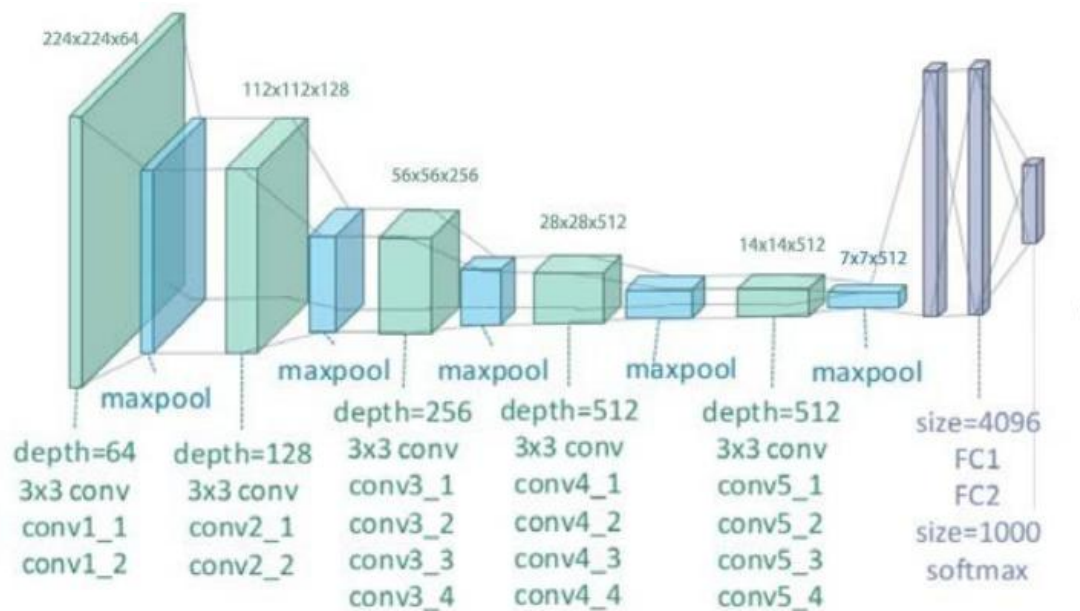 224x224x64
112x112x128
56x56x256
28x28x512
14x14x512
7x7x512
maxpool
maxpool
maxpool
maxpool
maxpool
depth=64
3x3 conv
conv1_1
conv1_2
depth=128
3x3 conv
conv2_1
conv2_2
depth=256
3x3 conv
conv3_1
conv3_2
conv3_3
conv3_4
depth=512
3x3 conv
conv4_1
conv4_2
conv4_3
conv4_4
depth=512
3x3 conv
conv5_1
conv5_2
conv5_3
conv5_4
size=4096
FC1
FC2
size=1000
softmax